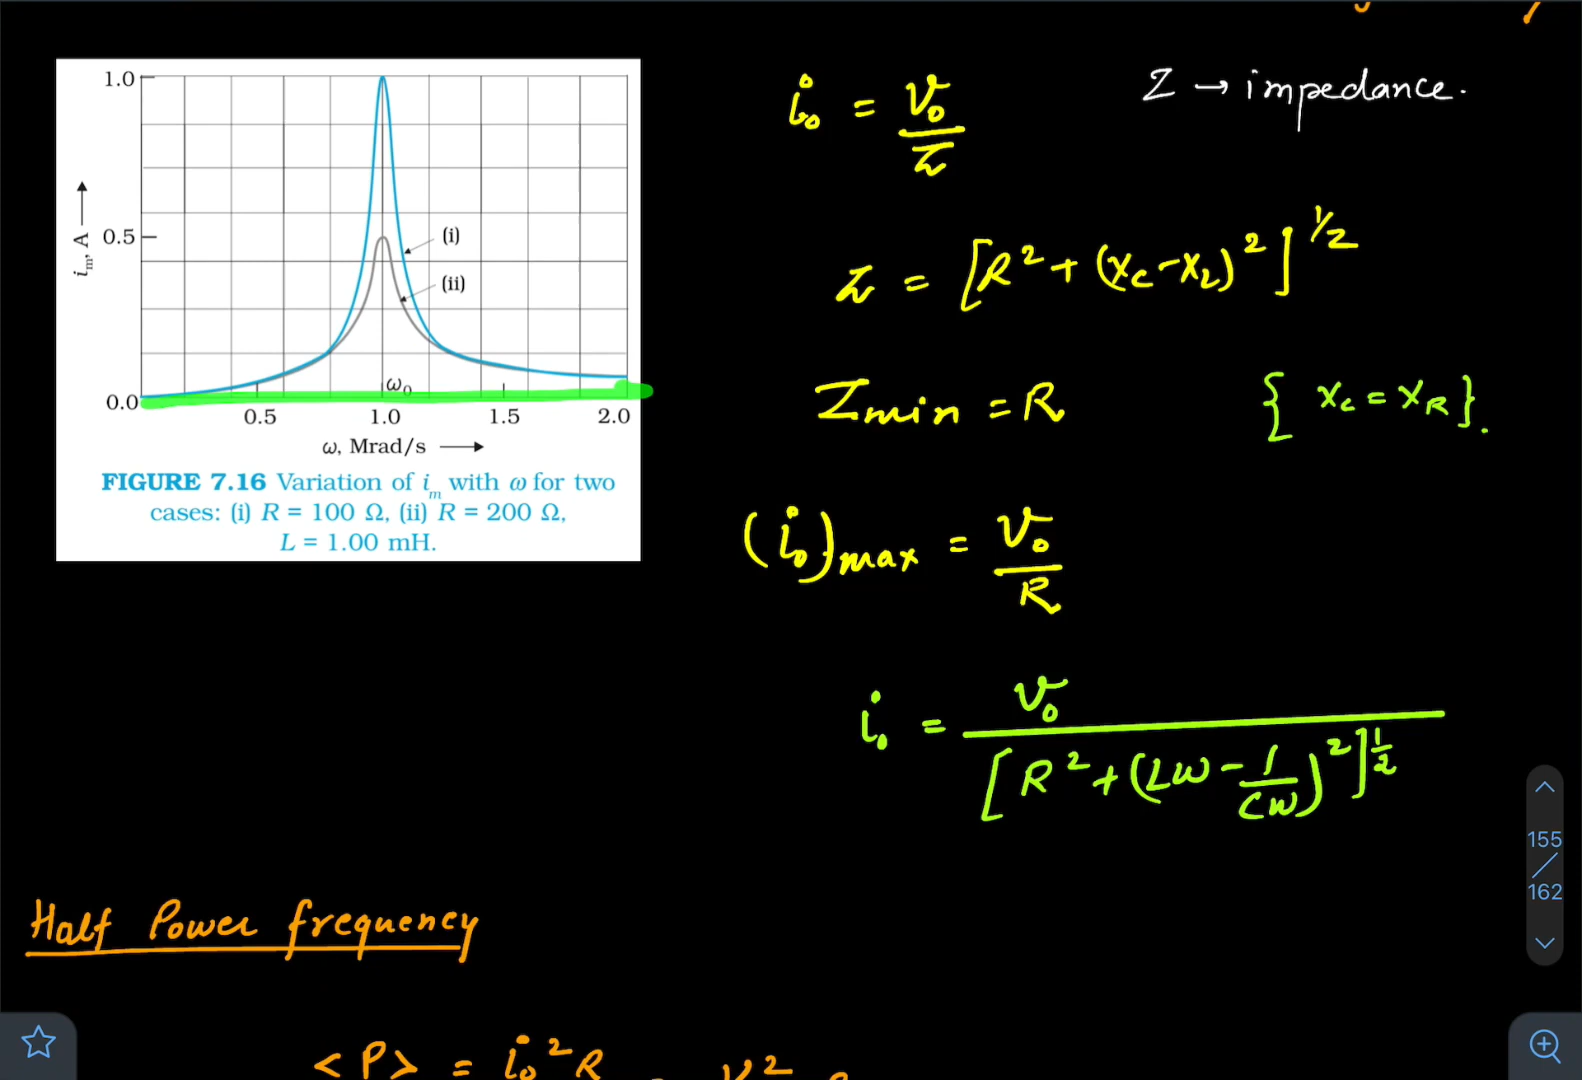 1.0
0.5
0.0
i_m, A →
(i)
(ii)
ω₀
0.5 1.0 1.5 2.0
ω, Mrad/s →
FIGURE 7.16 Variation of i_m with ω for two
cases: (i) R = 100 Ω, (ii) R = 200 Ω,
L = 1.00 mH.
i₀ = V₀/Z
Z → impedance.
Z = [R² + (X_C - X_L)²]^1/2
Z min = R { X_C = X_R }.
(i₀)max = V₀/R
i₀ = V₀/[R² + (Lω - 1/Cω)²]^1/2
155
/
162
Half Power frequency
<P> = i₀² R